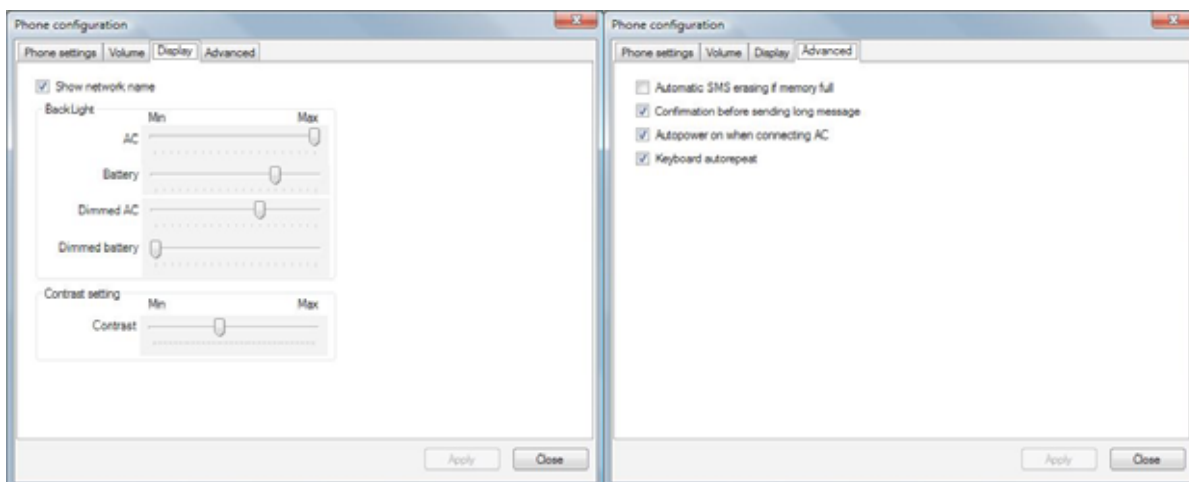 Phone configuration
Phone settings Volume Display Advanced
Show network name
BackLight
Min Max
AC
Battery
Dimmed AC
Dimmed battery
Contrast setting
Min Max
Contrast
Apply Close
Phone configuration
Phone settings Volume Display Advanced
Automatic SMS erasing if memory full
Confirmation before sending long message
Autopower on when connecting AC
Keyboard autorepeat
Apply Close